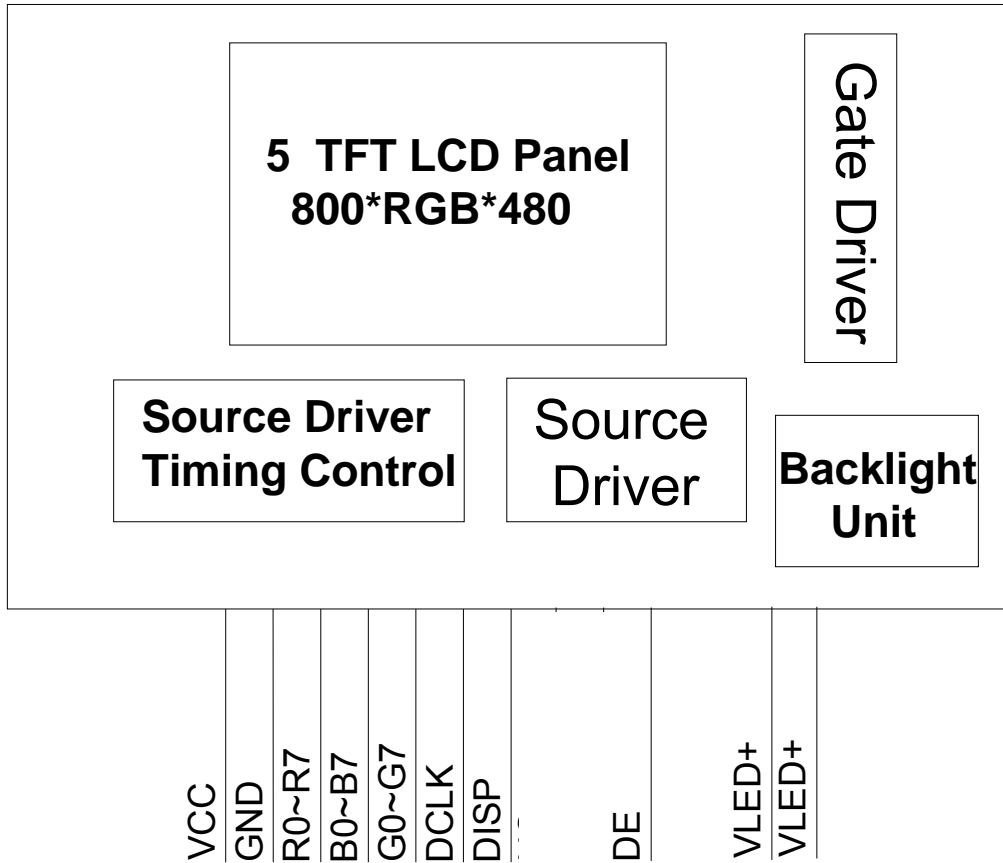 5 TFT LCD Panel
800*RGB*480
Gate Driver
Source Driver
Timing Control
Source
Driver
Backlight
Unit
VCC
GND
R0~R7
B0~B7
G0~G7
DCLK
DISP
DE
VLED+
VLED+